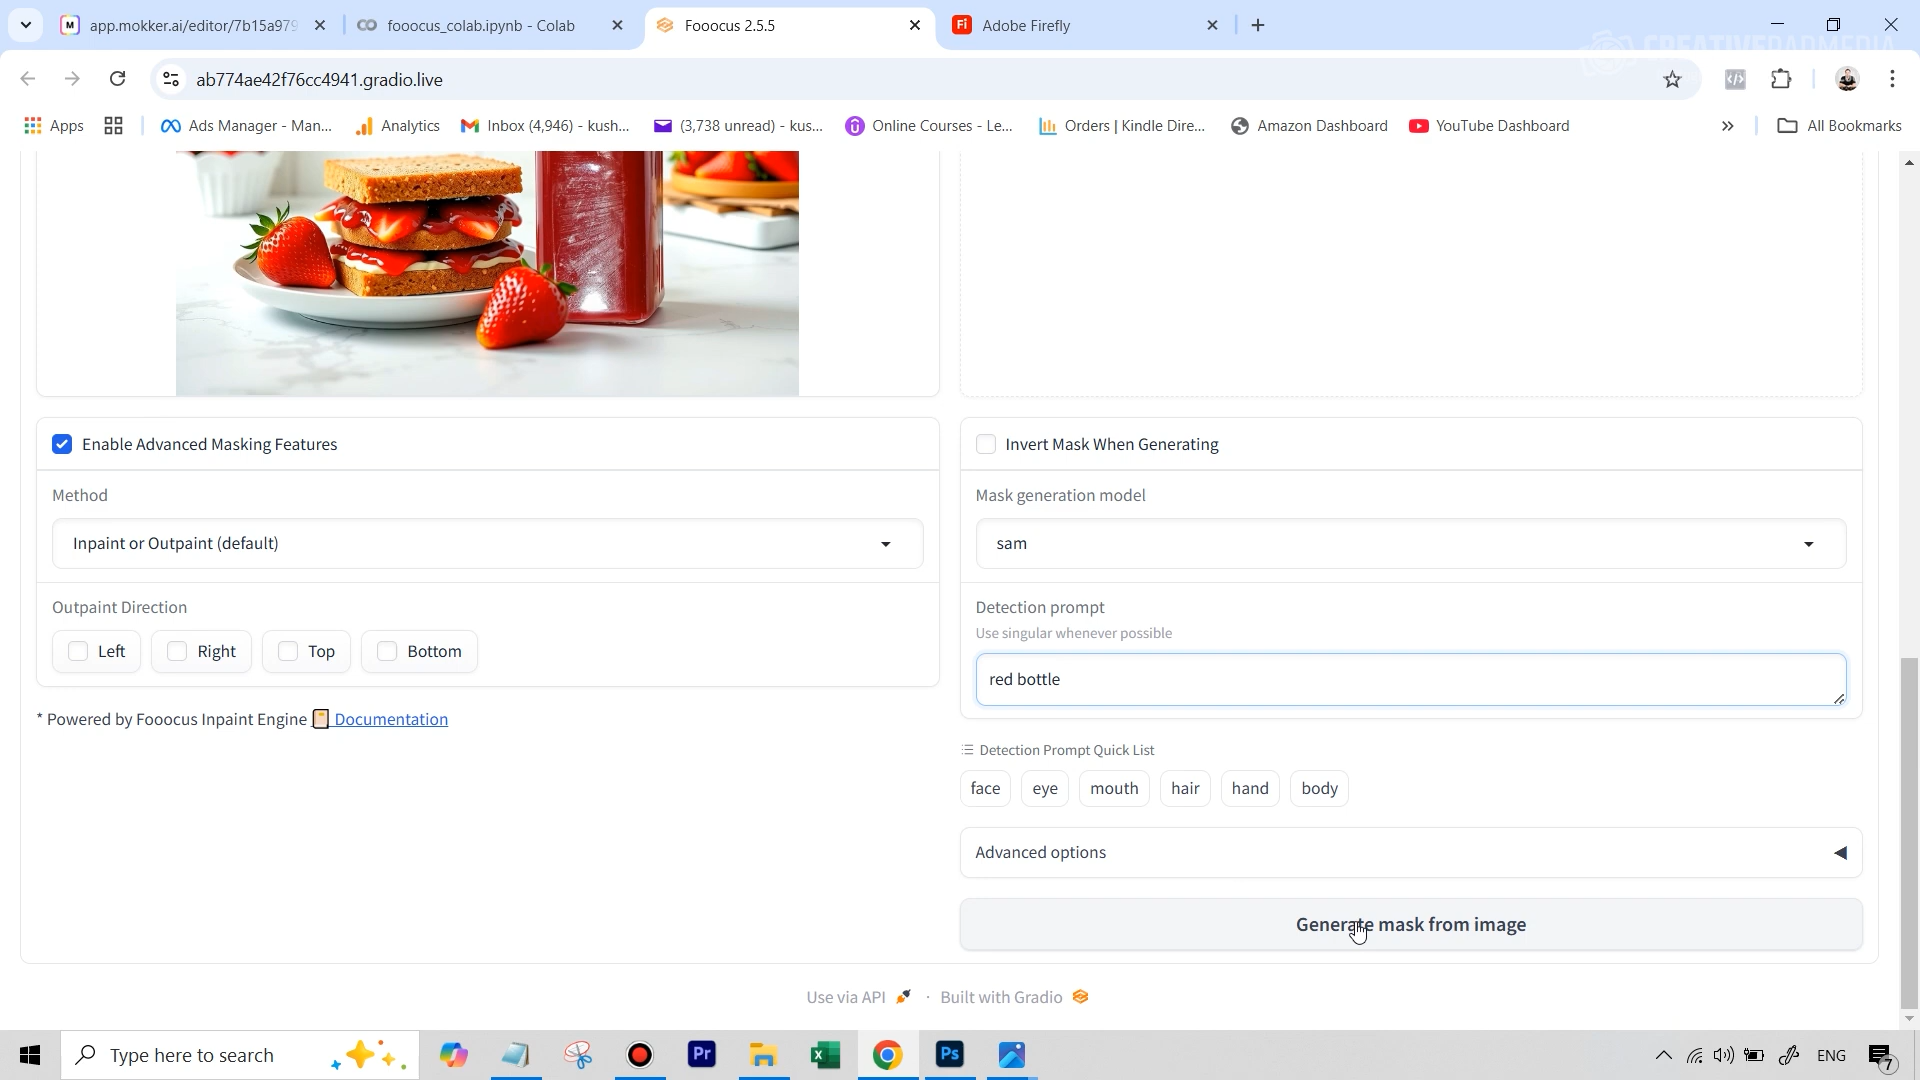 M app.mokker.ai/editor/7b15a979
fooocus_colab.ipynb - Colab
Fooocus 2.5.5
Fi Adobe Firefly
CREATIVEDADMEDIA
ab774ae42f76cc4941.gradio.live
Apps
Ads Manager - Man...
Analytics
Inbox (4,946) - kush...
(3,738 unread) - kus...
Online Courses - Le...
Orders | Kindle Dire...
Amazon Dashboard
YouTube Dashboard
All Bookmarks
Enable Advanced Masking Features
Invert Mask When Generating
Method
Mask generation model
Inpaint or Outpaint (default)
sam
Outpaint Direction
Detection prompt
Use singular whenever possible
Left Right Top Bottom
red bottle
* Powered by Fooocus Inpaint Engine Documentation
Detection Prompt Quick List
face eye mouth hair hand body
Advanced options
Generate mask from image
Use via API · Built with Gradio
Type here to search
Pr
Ps
ENG
7